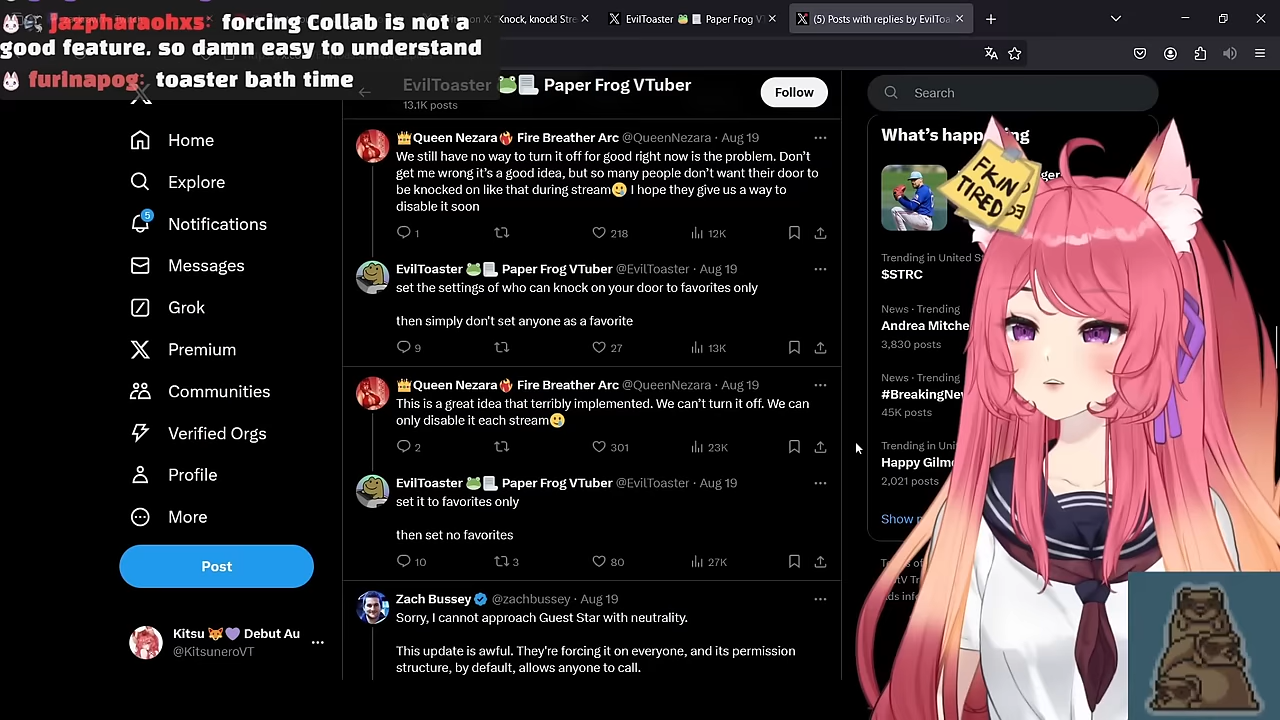 jazpharaohxs: forcing Collab is not a
good feature. so damn easy to understand
furinapog: toaster bath time
X: Knock, knock! Stre
EvilToaster 🐸📃 Paper Frog VT
(5) Posts with replies by EvilToa
EvilToaster 🐸📃 Paper Frog VTuber
13.1K posts
Follow
Search
Home
Explore
5
Notifications
Messages
Grok
Premium
Communities
Verified Orgs
Profile
More
Post
Kitsu 🦊💜 Debut Au
@KitsuneroVT
👑Queen Nezara Fire Breather Arc @QueenNezara · Aug 19
We still have no way to turn it off for good right now is the problem. Don't
get me wrong it's a good idea, but so many people don't want their door to
be knocked on like that during stream🥲 I hope they give us a way to
disable it soon
1 218 12K
EvilToaster 🐸📃 Paper Frog VTuber @EvilToaster · Aug 19
set the settings of who can knock on your door to favorites only
then simply don't set anyone as a favorite
9 27 13K
👑Queen Nezara Fire Breather Arc @QueenNezara · Aug 19
This is a great idea that terribly implemented. We can't turn it off. We can
only disable it each stream🥲
2 301 23K
EvilToaster 🐸📃 Paper Frog VTuber @EvilToaster · Aug 19
set it to favorites only
then set no favorites
10 3 80 27K
Zach Bussey @zachbussey · Aug 19
Sorry, I cannot approach Guest Star with neutrality.
This update is awful. They're forcing it on everyone, and its permission
structure, by default, allows anyone to call.
What's happening
Trending in United S
$STRC
News · Trending
Andrea Mitche
3,830 posts
News · Trending
#BreakingNew
45K posts
Trending in Uni
Happy Gilm
2,021 posts
Show
FKIN
TIRED